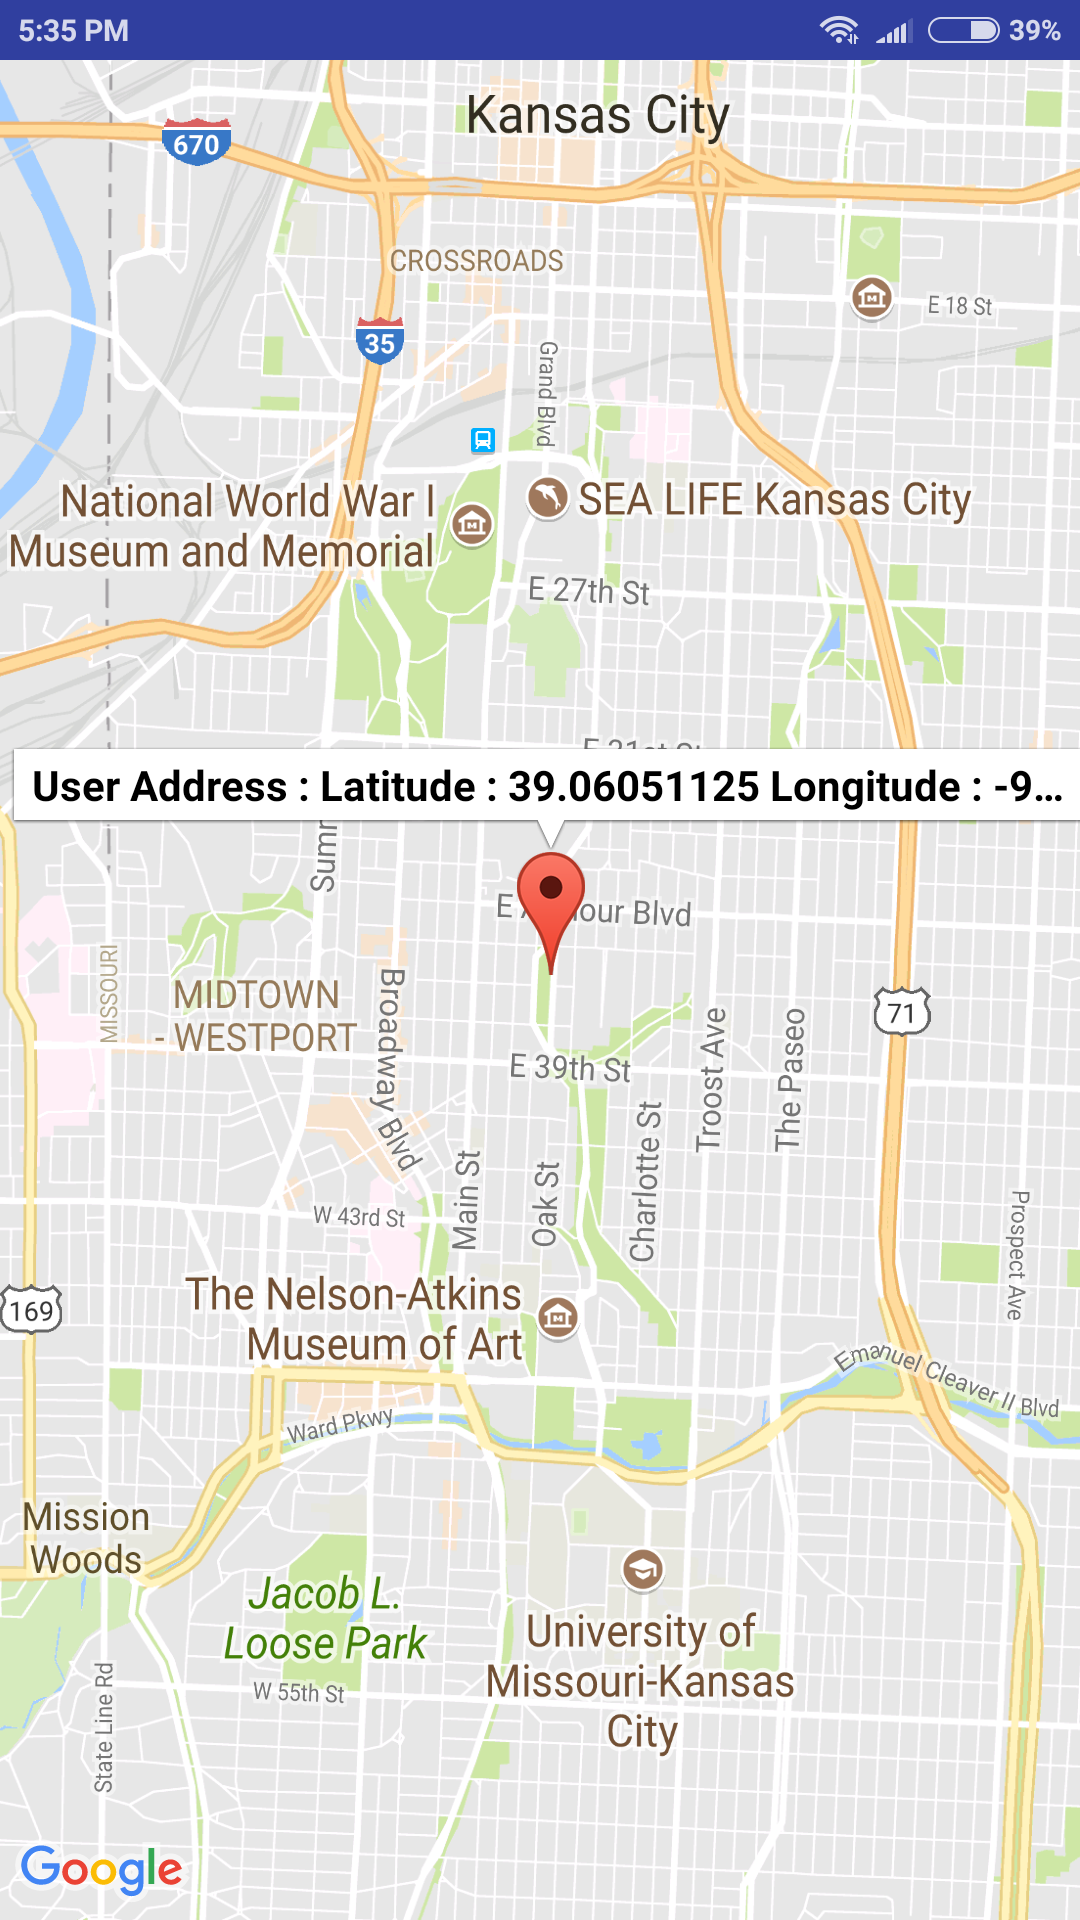 5:35 PM
39%
Kansas City
670
CROSSROADS
E 18 St
35
Grand Blvd
National World War I
Museum and Memorial
SEA LIFE Kansas City
E 27th St
User Address : Latitude : 39.06051125 Longitude : -9...
Blvd
MISSOURI
MIDTOWN
- WESTPORT
Broadway Blvd
71
E 39th St
Troost Ave
The Paseo
Charlotte St
Main St
Oak St
W 43rd St
Prospect Ave
169
The Nelson-Atkins
Museum of Art
Emanuel Cleaver II Blvd
Ward Pkwy
Mission
Woods
Jacob L.
Loose Park
University of
Missouri-Kansas
City
W 55th St
State Line Rd
Google